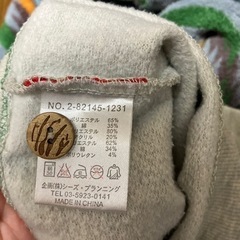 NO. 2-82145-1231
ポリエステル 65%
綿 35%
ポリエステル 80%
アクリル 20%
ポリエステル 62%
綿 34%
ポリウレタン 4%
企画(株)シーズ・プランニング
TEL 03-5923-0141
MADE IN CHINA